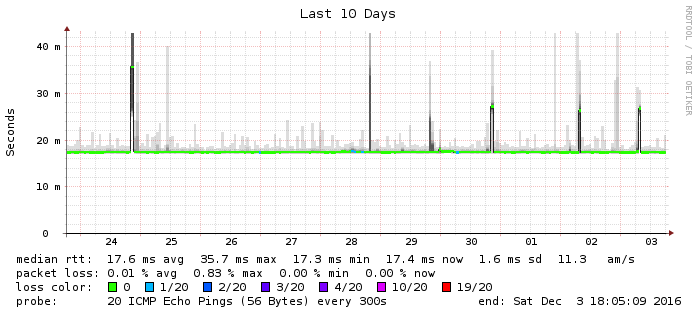 Last 10 Days
RRDTOOL / TOBI OETIKER
Seconds
40 m
30 m
20 m
10 m
0
24 25 26 27 28 29 30 01 02 03
median rtt: 17.6 ms avg 35.7 ms max 17.3 ms min 17.4 ms now 1.6 ms sd 11.3 am/s
packet loss: 0.01 % avg 0.83 % max 0.00 % min 0.00 % now
loss color: 0 1/20 2/20 3/20 4/20 10/20 19/20
probe: 20 ICMP Echo Pings (56 Bytes) every 300s end: Sat Dec 3 18:05:09 2016